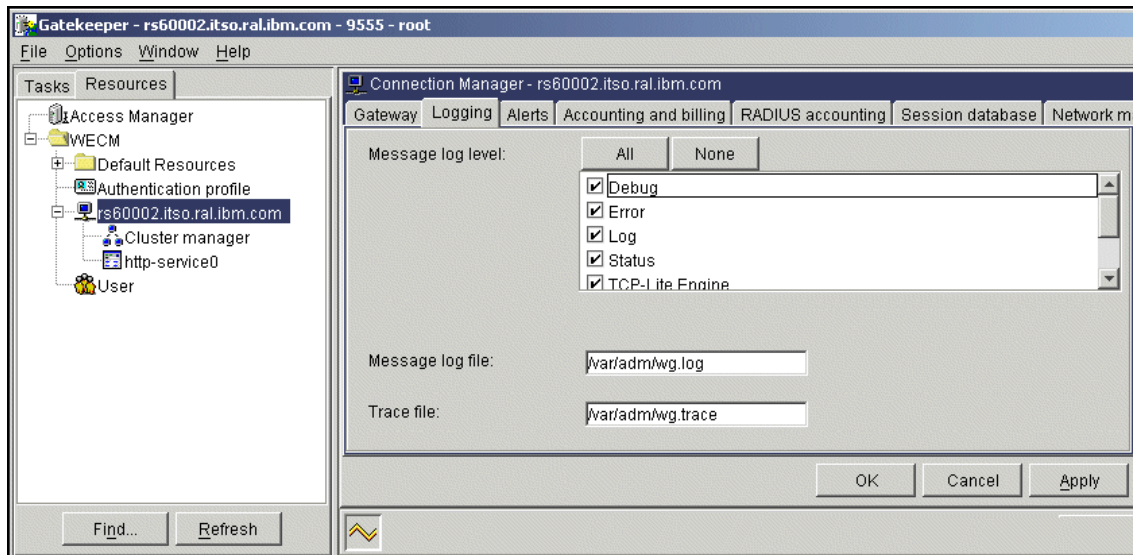 Gatekeeper - rs60002.itso.ral.ibm.com - 9555 - root
File Options Window Help
Tasks Resources
Access Manager
WECM
Default Resources
Authentication profile
rs60002.itso.ral.ibm.com
Cluster manager
http-service0
User
Find... Refresh
Connection Manager - rs60002.itso.ral.ibm.com
Gateway Logging Alerts Accounting and billing RADIUS accounting Session database Network m
Message log level: All None
Debug
Error
Log
Status
TCP-Lite Engine
Message log file: /var/adm/wg.log
Trace file: /var/adm/wg.trace
OK Cancel Apply